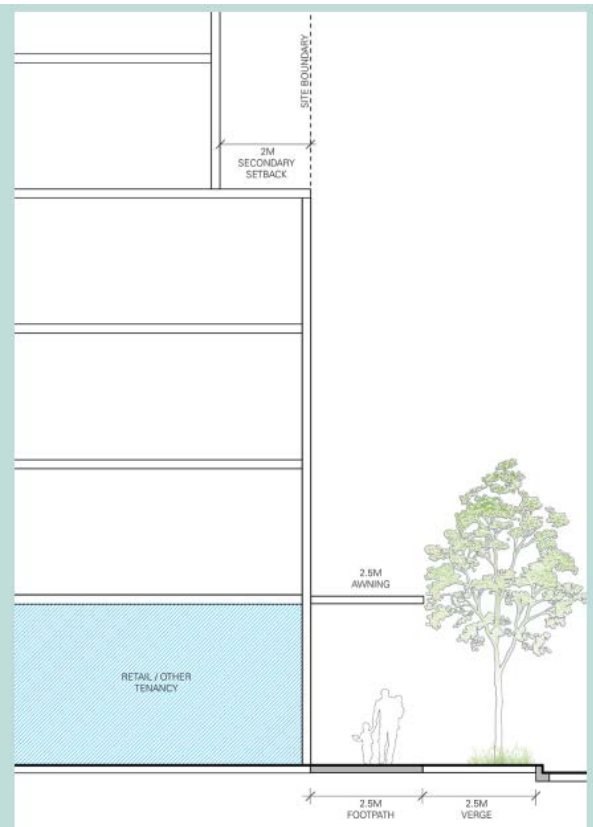 SITE BOUNDARY
2M
SECONDARY
SETBACK
2.5M
AWNING
RETAIL / OTHER
TENANCY
2.5M
FOOTPATH
2.5M
VERGE